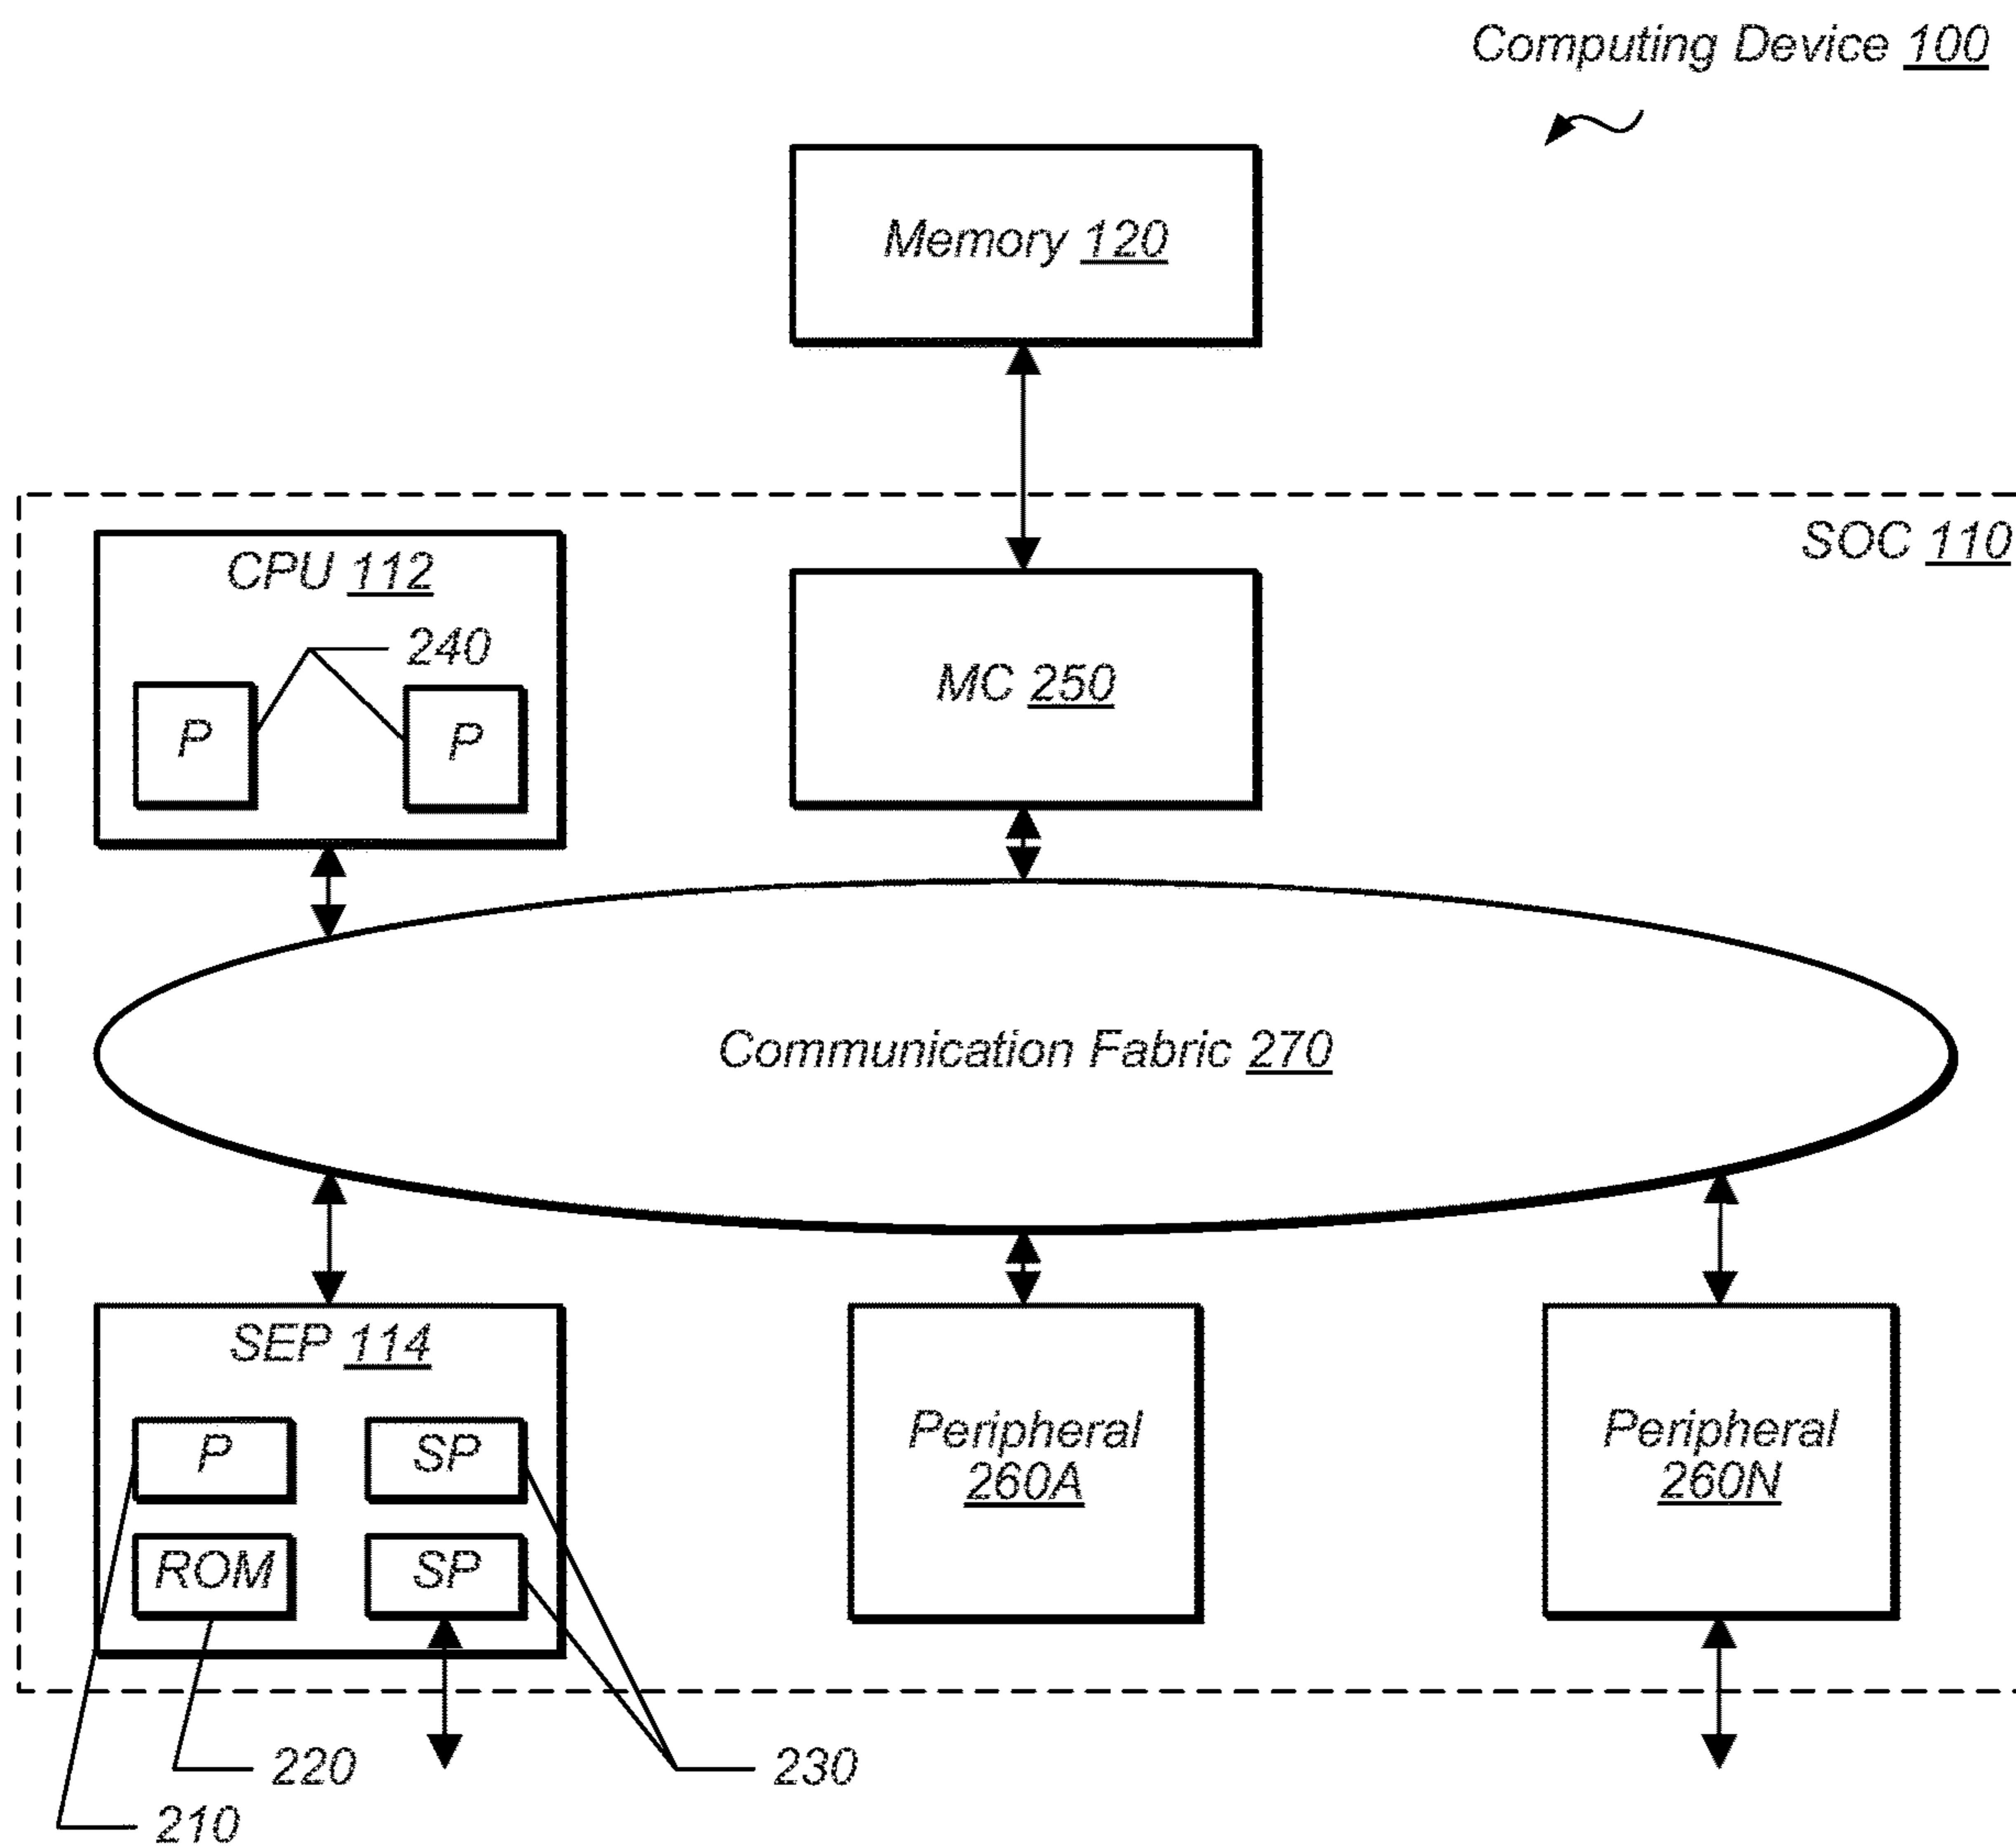 Computing Device 100
Memory 120
SOC 110
CPU 112
240
P
P
MC 250
Communication Fabric 270
SEP 114
P
SP
ROM
SP
Peripheral
260A
Peripheral
260N
220
230
210